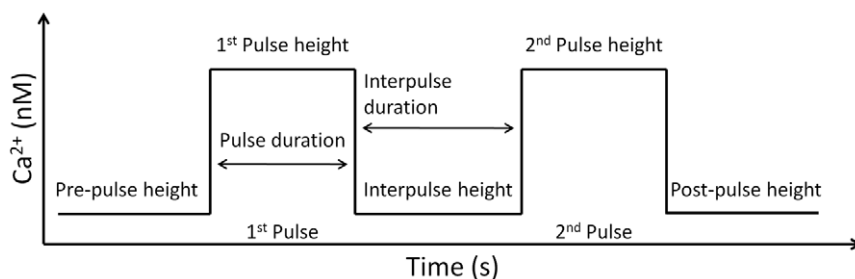 1st Pulse height
2nd Pulse height
Interpulse
duration
Pulse duration
Pre-pulse height
Interpulse height
Post-pulse height
1st Pulse
2nd Pulse
Ca2+ (nM)
Time (s)